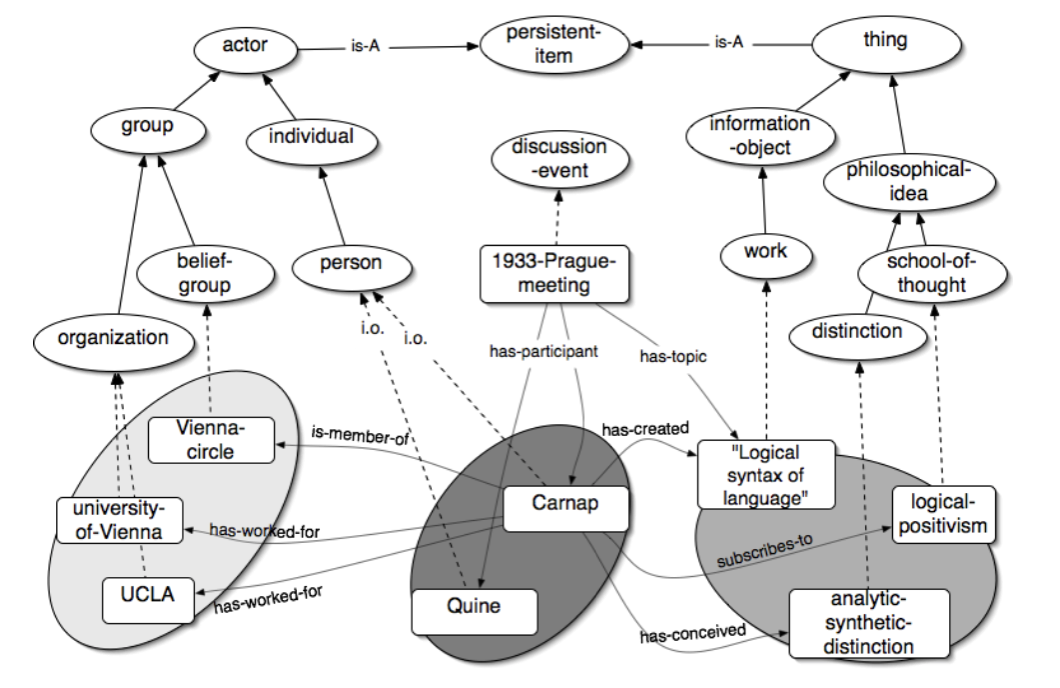 actor
is-A
persistent-
item
is-A
thing
group
individual
discussion
-event
information
-object
philosophical-
idea
belief-
group
person
1933-Prague-
meeting
work
school-of-
thought
organization
i.o.
i.o.
has-participant
has-topic
distinction
Vienna-
circle
is-member-of
has-created
"Logical
syntax of
language"
university-
of-Vienna
has-worked-for
Carnap
logical-
positivism
subscribes-to
UCLA
has-worked-for
Quine
has-conceived
analytic-
synthetic-
distinction